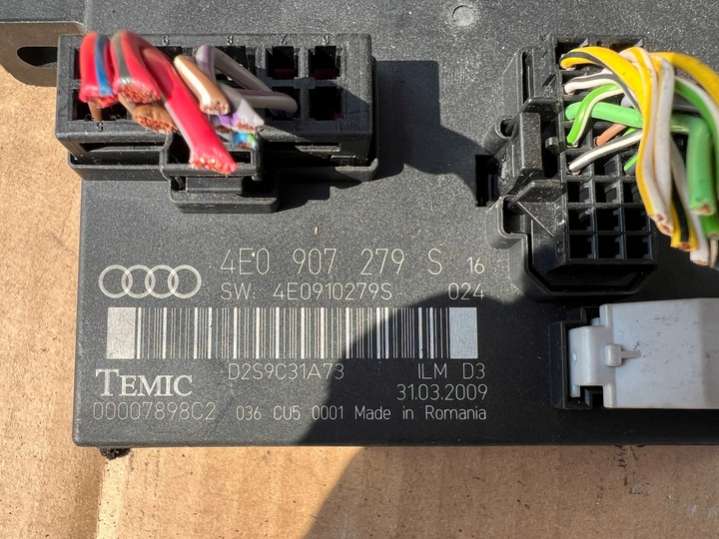 4E0 907 279 S 16
SW: 4E0910279S 024
D2S9C31A73 ILM D3
TEMIC 31.03.2009
00007898C2 036 CU5 0001 Made in Romania